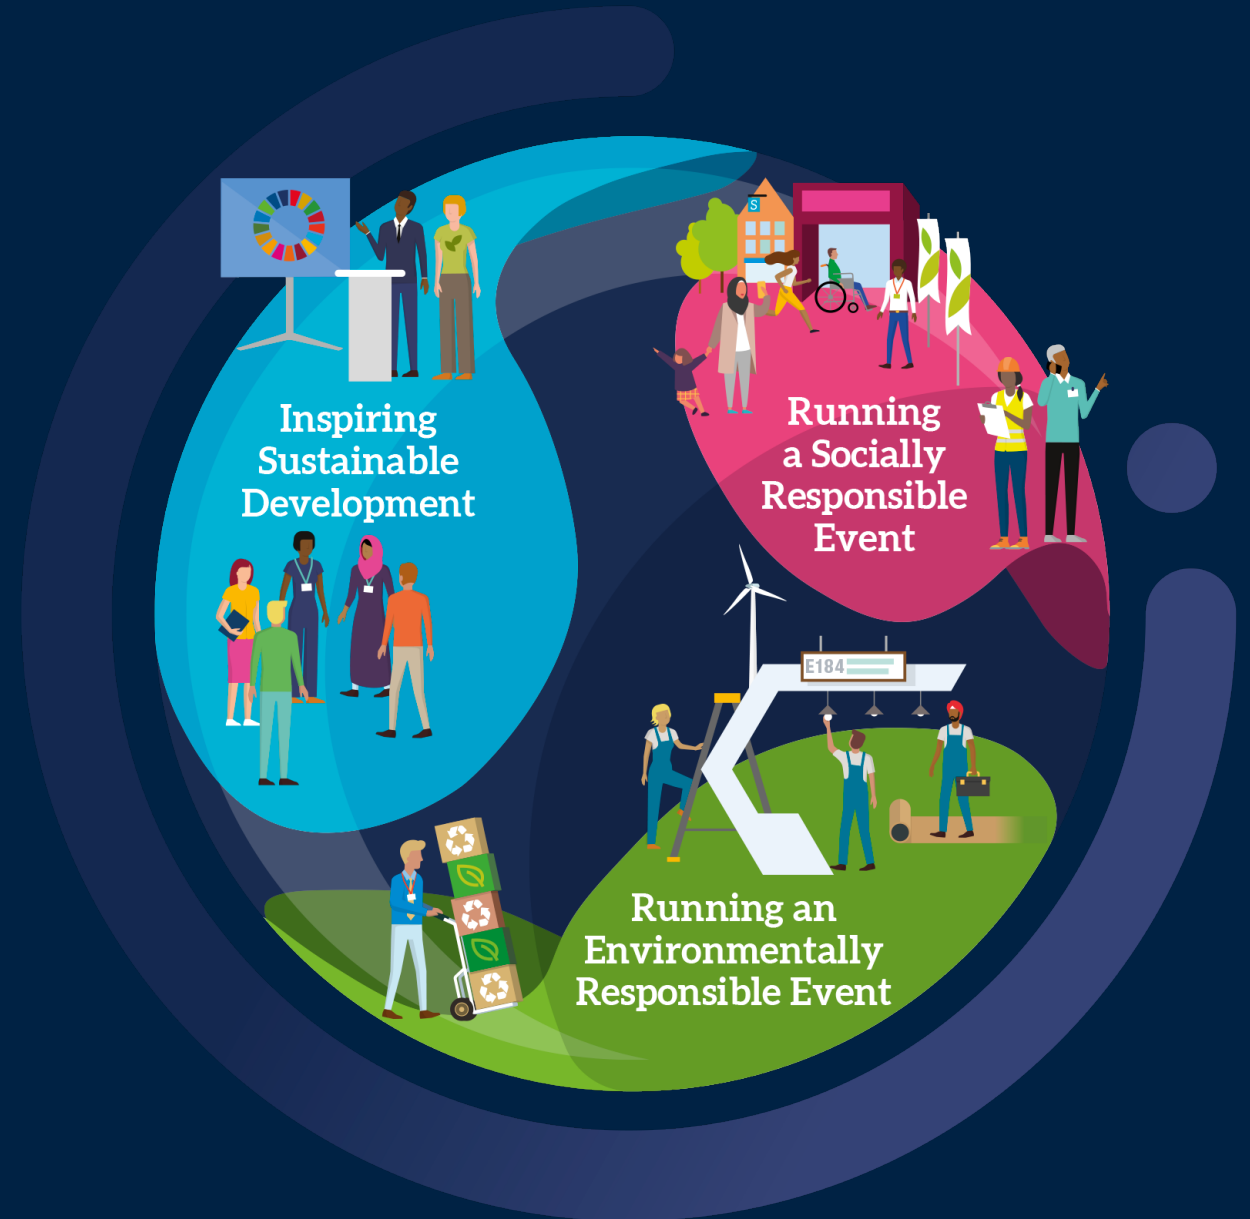 Inspiring
Sustainable
Development
S
Running
a Socially
Responsible
Event
E184
Running an
Environmentally
Responsible Event